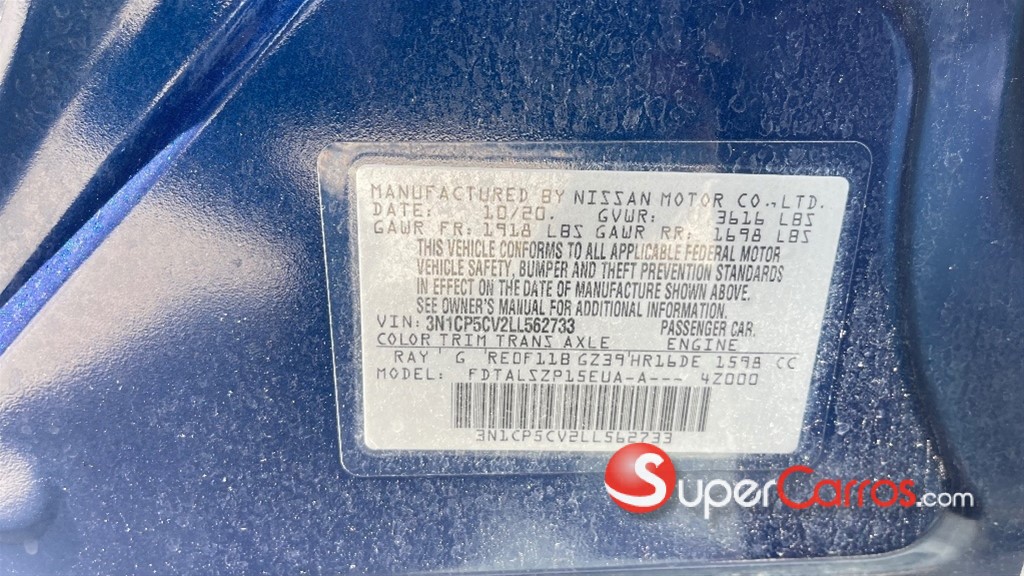 MANUFACTURED BY NISSAN MOTOR CO.,LTD.
DATE: 10/20. GVWR: 3616 LBS
GAWR FR: 1918 LBS GAWR RR: 1698 LBS
THIS VEHICLE CONFORMS TO ALL APPLICABLE FEDERAL MOTOR
VEHICLE SAFETY, BUMPER AND THEFT PREVENTION STANDARDS
IN EFFECT ON THE DATE OF MANUFACTURE SHOWN ABOVE.
SEE OWNER'S MANUAL FOR ADDITIONAL INFORMATION.
VIN: 3N1CP5CV2LL562733 PASSENGER CAR.
COLOR TRIM TRANS AXLE ENGINE
RAY G RE0F11B GZ39 HR16DE 1598 CC
MODEL: FDTALSZP15EUA-A--- 4Z000
3N1CP5CV2LL562733
SuperCarros.com